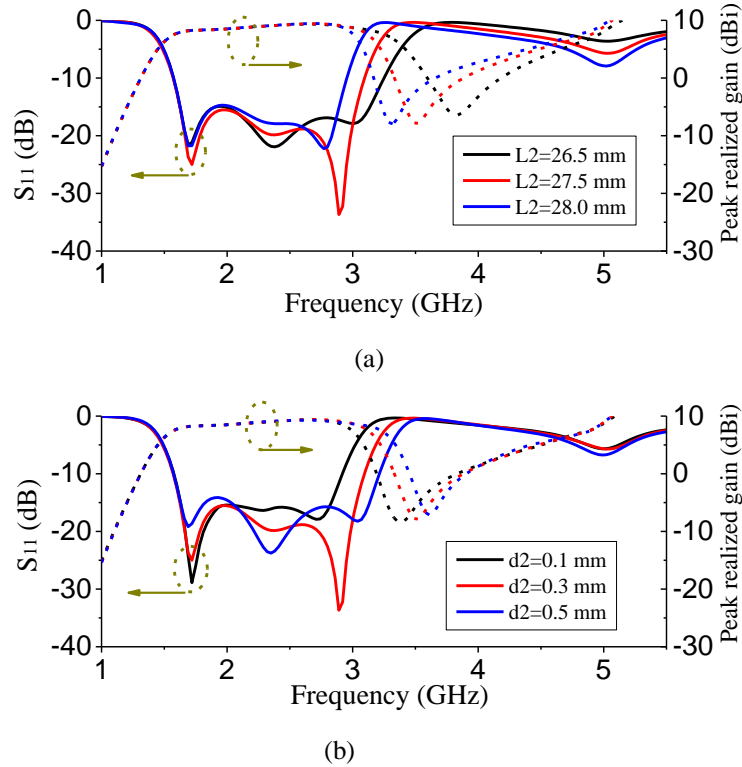 0
-10
-20
-30
-40
S11 (dB)
10
0
-10
-20
-30
Peak realized gain (dBi)
L2=26.5 mm
L2=27.5 mm
L2=28.0 mm
1 2 3 4 5
Frequency (GHz)
(a)
0
-10
-20
-30
-40
S11 (dB)
10
0
-10
-20
-30
Peak realized gain (dBi)
d2=0.1 mm
d2=0.3 mm
d2=0.5 mm
1 2 3 4 5
Frequency (GHz)
(b)